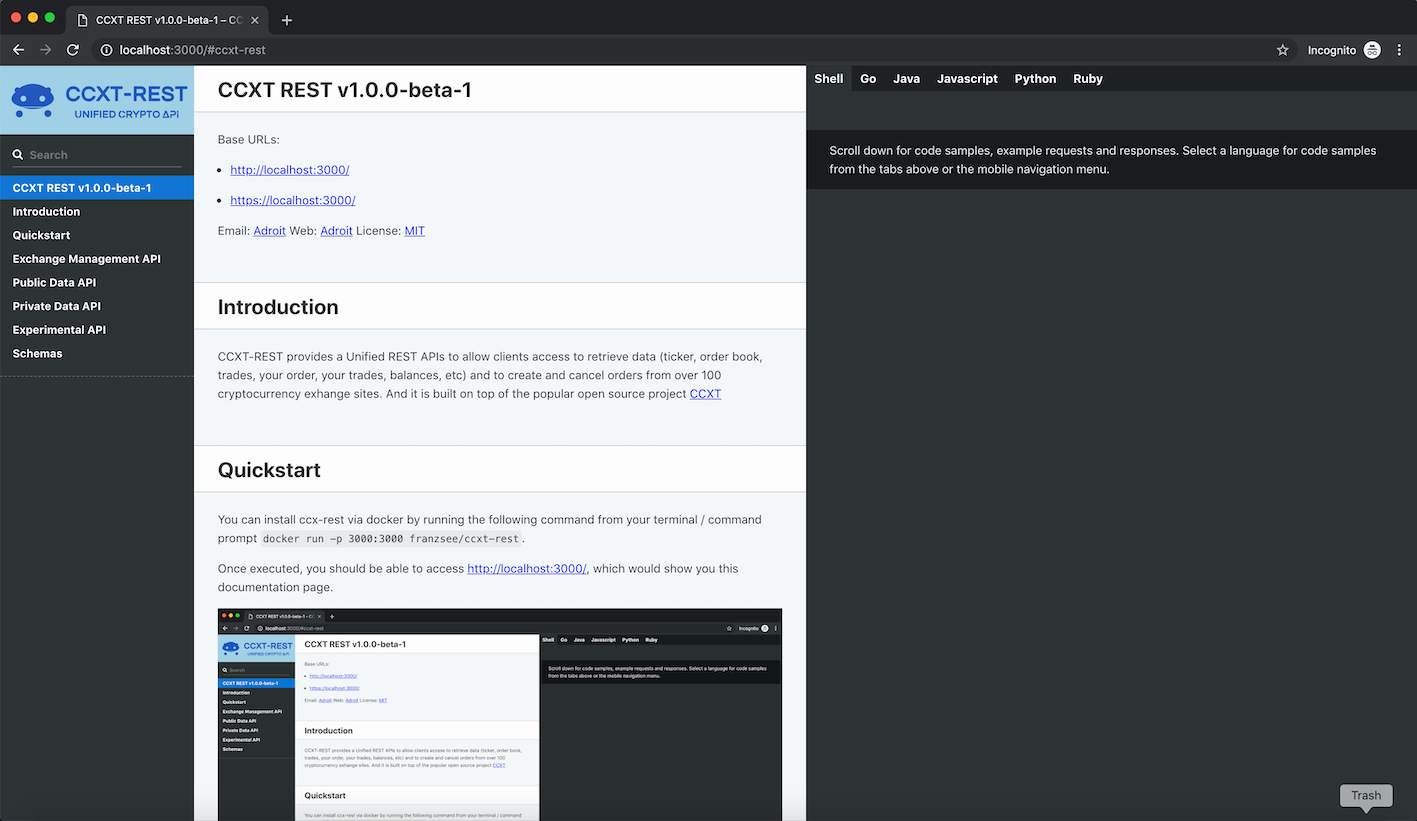 CCXT REST v1.0.0-beta-1 – CC
localhost:3000/#ccxt-rest
Incognito
CCXT-REST
UNIFIED CRYPTO APi
Search
CCXT REST v1.0.0-beta-1
Introduction
Quickstart
Exchange Management API
Public Data API
Private Data API
Experimental API
Schemas
CCXT REST v1.0.0-beta-1
Base URLs:
http://localhost:3000/
https://localhost:3000/
Email: Adroit Web: Adroit License: MIT
Introduction
CCXT-REST provides a Unified REST APIs to allow clients access to retrieve data (ticker, order book,
trades, your order, your trades, balances, etc) and to create and cancel orders from over 100
cryptocurrency exhange sites. And it is built on top of the popular open source project CCXT
Quickstart
You can install ccx-rest via docker by running the following command from your terminal / command
prompt docker run -p 3000:3000 franzsee/ccxt-rest.
Once executed, you should be able to access http://localhost:3000/, which would show you this
documentation page.
CCXT REST v1.0.0-beta-1 – CC
localhost:3000/#ccxt-rest
Incognito
CCXT-REST
UNIFIED CRYPTO APi
Search
CCXT REST v1.0.0-beta-1
Introduction
Quickstart
Exchange Management API
Public Data API
Private Data API
Experimental API
Schemas
CCXT REST v1.0.0-beta-1
Base URLs:
http://localhost:3000/
https://localhost:3000/
Email: Adroit Web: Adroit License: MIT
Introduction
CCXT-REST provides a Unified REST APIs to allow clients access to retrieve data (ticker, order book,
trades, your order, your trades, balances, etc) and to create and cancel orders from over 100
cryptocurrency exhange sites. And it is built on top of the popular open source project CCXT
Quickstart
You can install ccx-rest via docker by running the following command from your terminal / command
Shell Go Java Javascript Python Ruby
Scroll down for code samples, example requests and responses. Select a language for code samples
from the tabs above or the mobile navigation menu.
Shell Go Java Javascript Python Ruby
Scroll down for code samples, example requests and responses. Select a language for code samples
from the tabs above or the mobile navigation menu.
Trash